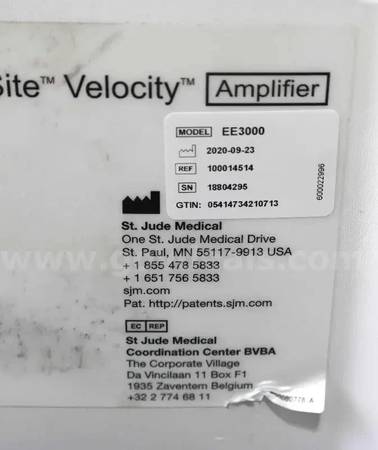 Site™ Velocity™ Amplifier
MODEL EE3000
2020-09-23
REF 100014514
SN 18804295
GTIN: 05414734210713
600022996
St. Jude Medical
One St. Jude Medical Drive
St. Paul, MN 55117-9913 USA
+ 1 855 478 5833
+ 1 651 756 5833
sjm.com
Pat. http://patents.sjm.com
EC REP
St Jude Medical
Coordination Center BVBA
The Corporate Village
Da Vincilaan 11 Box F1
1935 Zaventem Belgium
+32 2 774 68 11